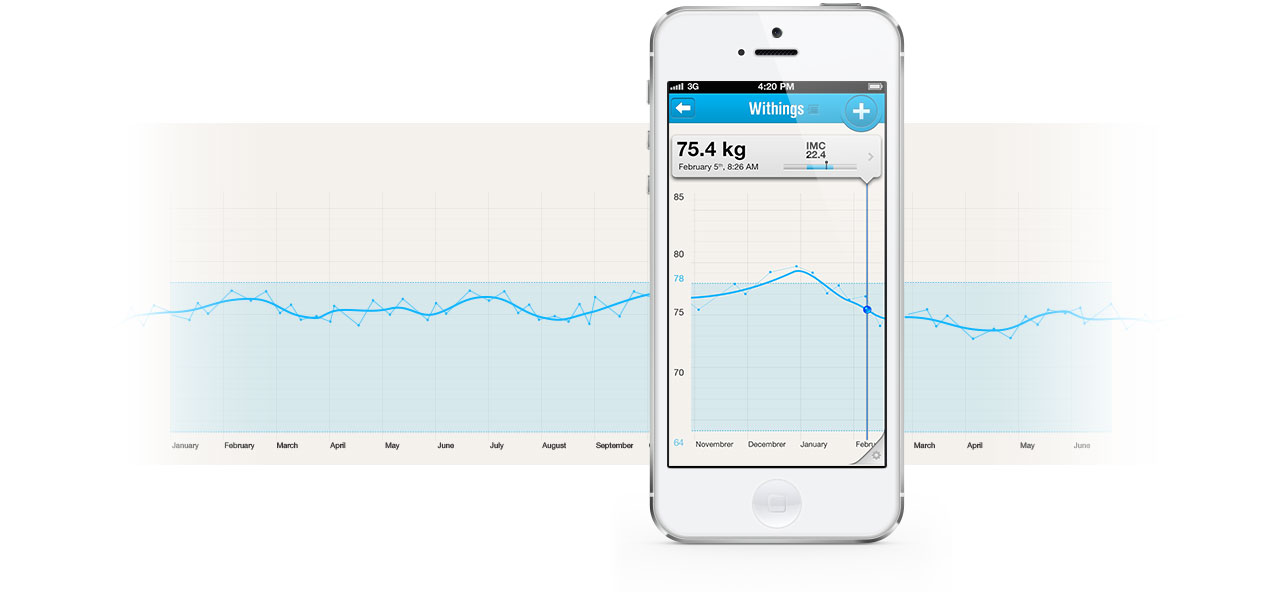 3G 4:20 PM
Withings
+
75.4 kg
February 5th, 8:26 AM
IMC
22.4
85
80
78
75
70
64
Novembrer Decembrer January Febru
January February March April May June July August September
March April May June